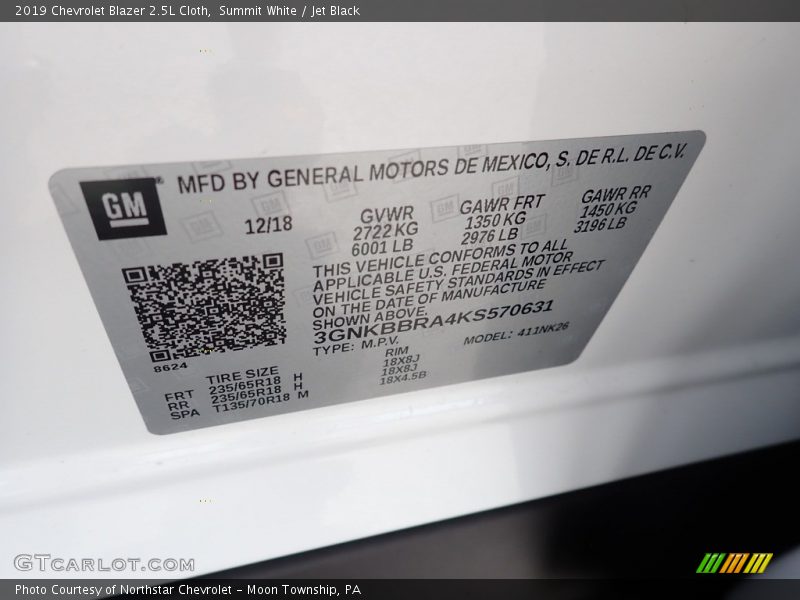 2019 Chevrolet Blazer 2.5L Cloth, Summit White / Jet Black
GM
MFD BY GENERAL MOTORS DE MEXICO, S. DE R.L. DE C.V.
12/18
GVWR
2722 KG
6001 LB
GAWR FRT
1350 KG
2976 LB
GAWR RR
1450 KG
3196 LB
THIS VEHICLE CONFORMS TO ALL
APPLICABLE U.S. FEDERAL MOTOR
VEHICLE SAFETY STANDARDS IN EFFECT
ON THE DATE OF MANUFACTURE
SHOWN ABOVE.
3GNKBBRA4KS570631
TYPE: M.P.V.
MODEL: 411NK26
8624
TIRE SIZE
RIM
FRT 235/65R18 H 18X8J
RR 235/65R18 H 18X8J
SPA T135/70R18 M 18X4.5B
GTcarlot.com
Photo Courtesy of Northstar Chevrolet - Moon Township, PA